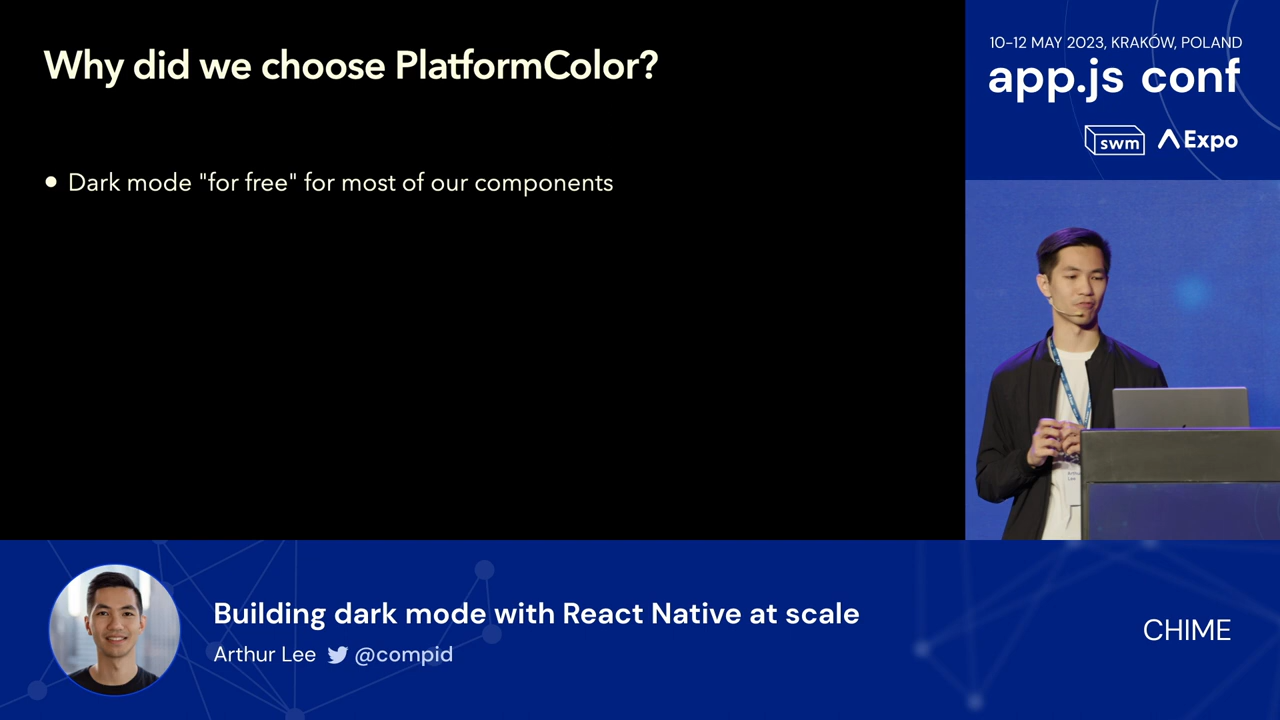 Why did we choose PlatformColor?
● Dark mode "for free" for most of our components
10-12 MAY 2023, KRAKÓW, POLAND
app.js conf
swm Expo
Building dark mode with React Native at scale
Arthur Lee @compid
CHIME